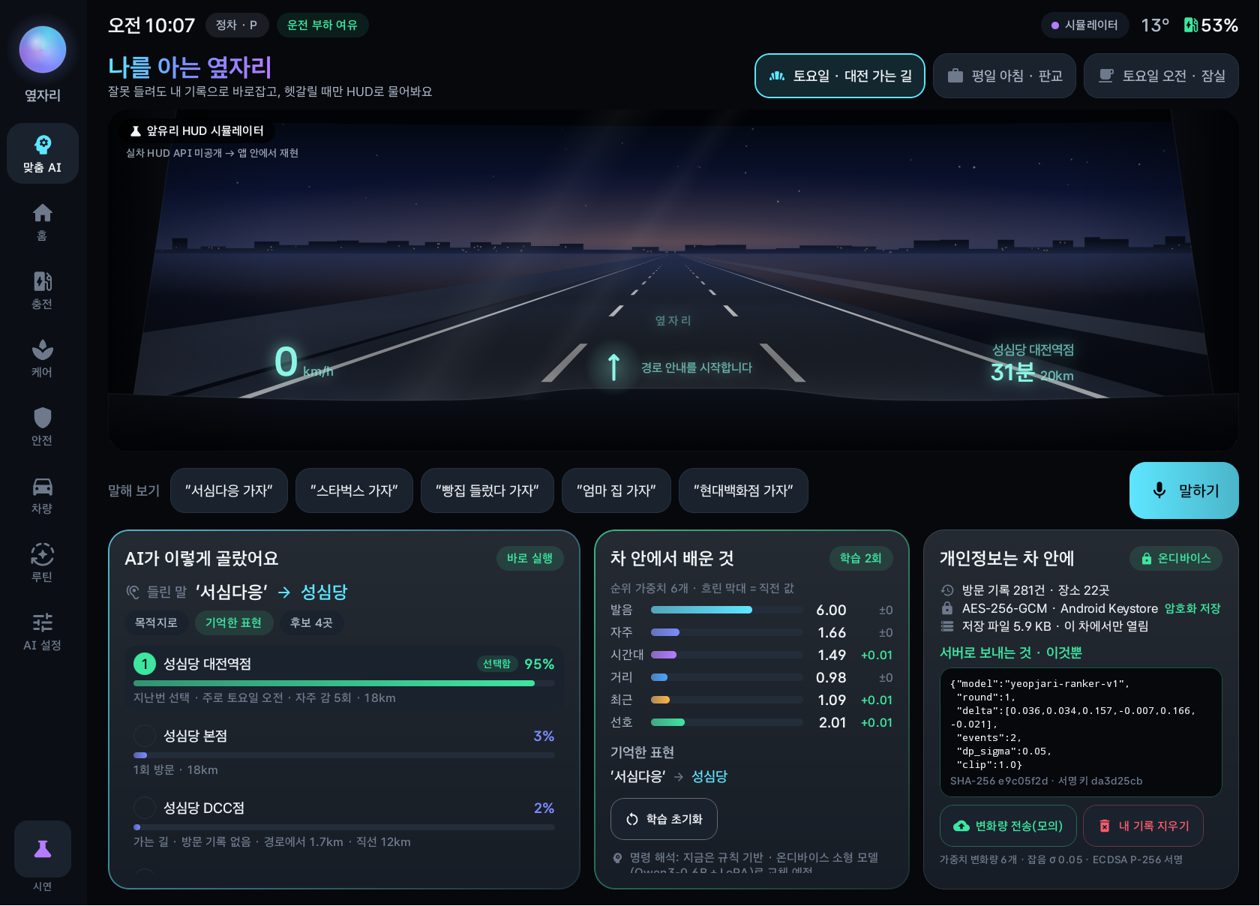 오전 10:07
정차 · P
운전 부하 여유
시뮬레이터
13°
53%
옆자리
맞춤 AI
홈
충전
케어
안전
차량
루틴
AI 설정
시연
나를 아는 옆자리
잘못 들려도 내 기록으로 바로잡고, 헷갈릴 때만 HUD로 물어봐요
토요일 · 대전 가는 길
평일 아침 · 판교
토요일 오전 · 잠실
앞유리 HUD 시뮬레이터
실차 HUD API 미공개 → 앱 안에서 재현
옆자리
0 km/h
↑ 경로 안내를 시작합니다
성심당 대전역점
31분 20km
말해 보기
“서심다응 가자”
“스타벅스 가자”
“빵집 들렀다 가자”
“엄마 집 가자”
“현대백화점 가자”
말하기
AI가 이렇게 골랐어요
바로 실행
들린 말 ‘서심다응’ → 성심당
목적지로
기억한 표현
후보 4곳
1 성심당 대전역점 선택함 95%
지난번 선택 · 주로 토요일 오전 · 자주 감 5회 · 18km
성심당 본점 3%
1회 방문 · 18km
성심당 DCC점 2%
가는 길 · 방문 기록 없음 · 경로에서 1.7km · 직선 12km
차 안에서 배운 것
학습 2회
순위 가중치 6개 · 흐린 막대 = 직전 값
발음 6.00 ±0
자주 1.66 ±0
시간대 1.49 +0.01
거리 0.98 ±0
최근 1.09 +0.01
선호 2.01 +0.01
기억한 표현
‘서심다응’ → 성심당
학습 초기화
명령 해석: 지금은 규칙 기반 · 온디바이스 소형 모델
(Qwen3-0.6B + LoRA)로 교체 예정
개인정보는 차 안에
온디바이스
방문 기록 281건 · 장소 22곳
AES-256-GCM · Android Keystore 암호화 저장
저장 파일 5.9 KB · 이 차에서만 열림
서버로 보내는 것 · 이것뿐
{"model":"yeopjari-ranker-v1",
"round":1,
"delta":[0.036,0.034,0.157,-0.007,0.166,
-0.021],
"events":2,
"dp_sigma":0.05,
"clip":1.0}
SHA-256 e9c05f2d · 서명 키 da3d25cb
변화량 전송(모의)
내 기록 지우기
가중치 변화량 6개 · 잡음 σ 0.05 · ECDSA P-256 서명